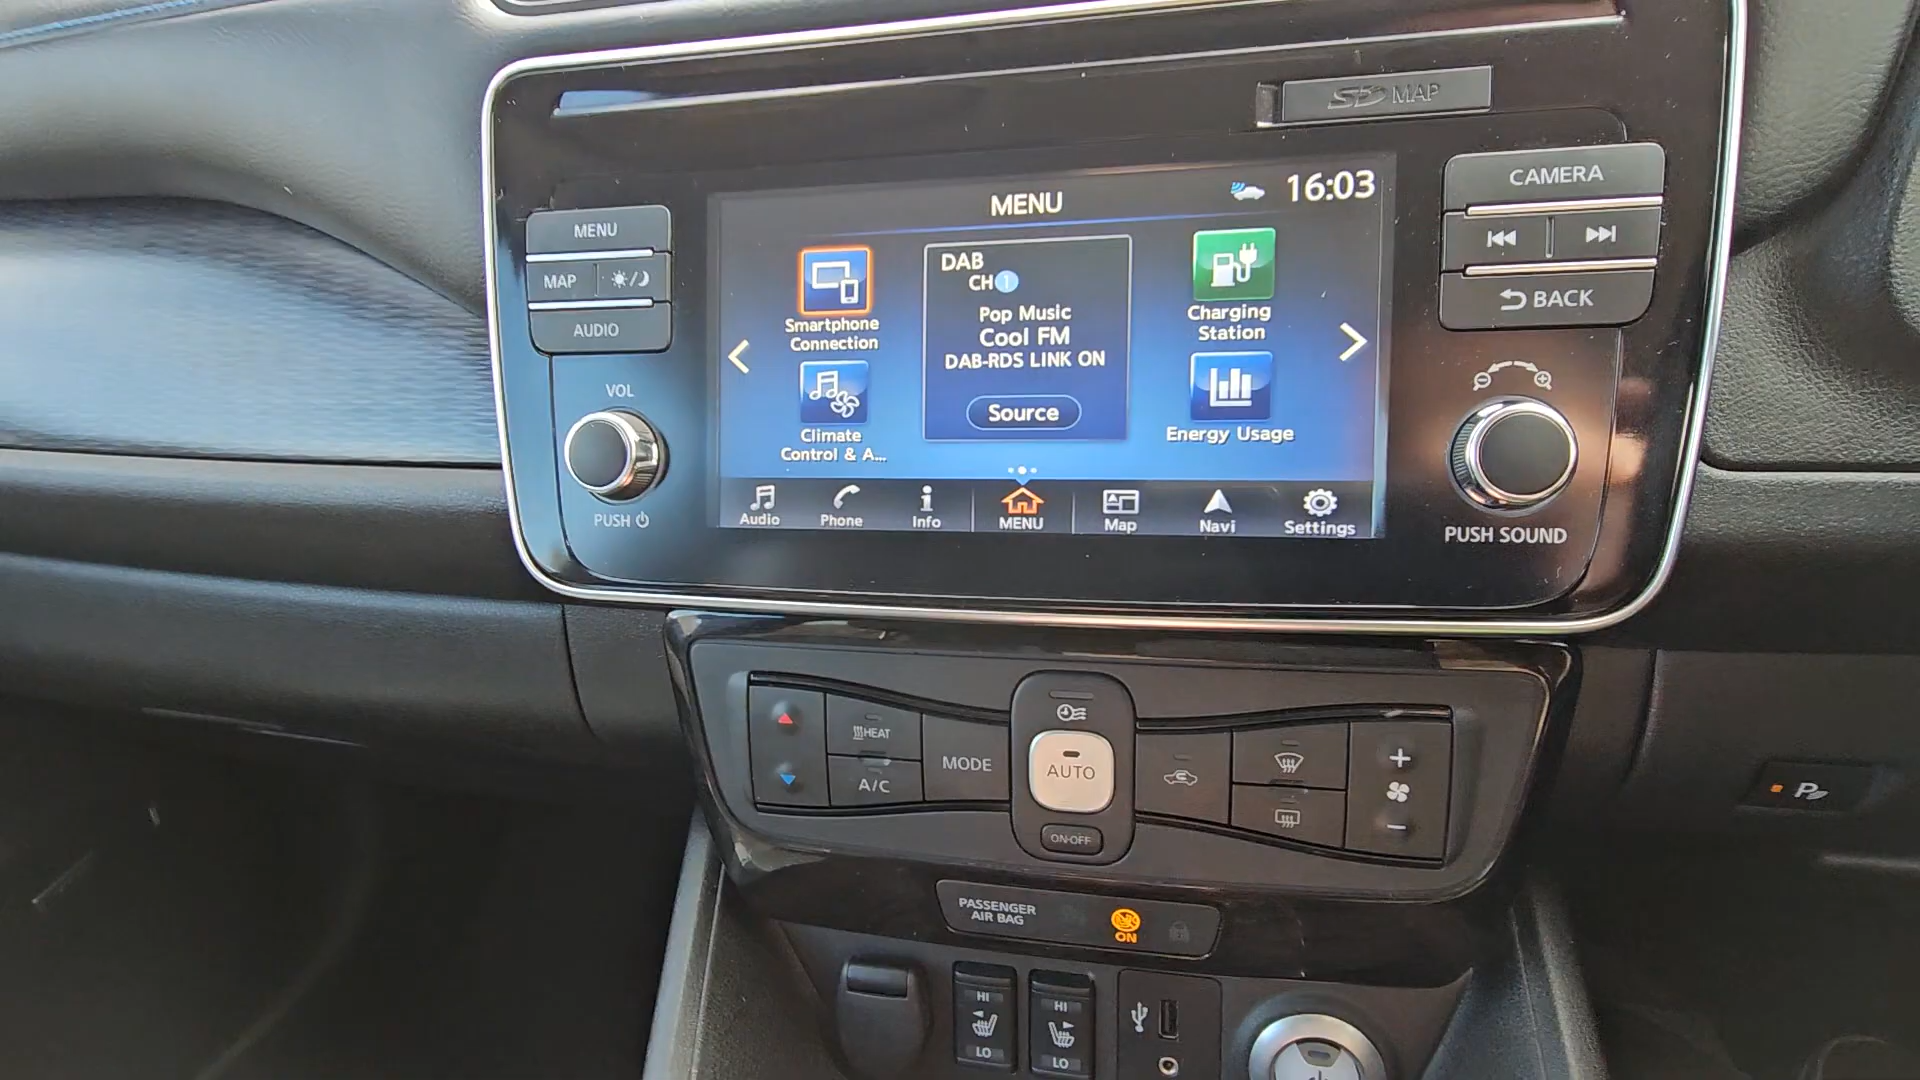 SD MAP
MENU
16:03
CAMERA
MENU
MAP
AUDIO
BACK
VOL
PUSH
PUSH SOUND
Smartphone
Connection
Climate
Control & A...
DAB
CH 1
Pop Music
Cool FM
DAB-RDS LINK ON
Source
Charging
Station
Energy Usage
Audio
Phone
Info
MENU
Map
Navi
Settings
HEAT
A/C
MODE
AUTO
ON·OFF
PASSENGER
AIR BAG
ON
P
HI
LO
HI
LO